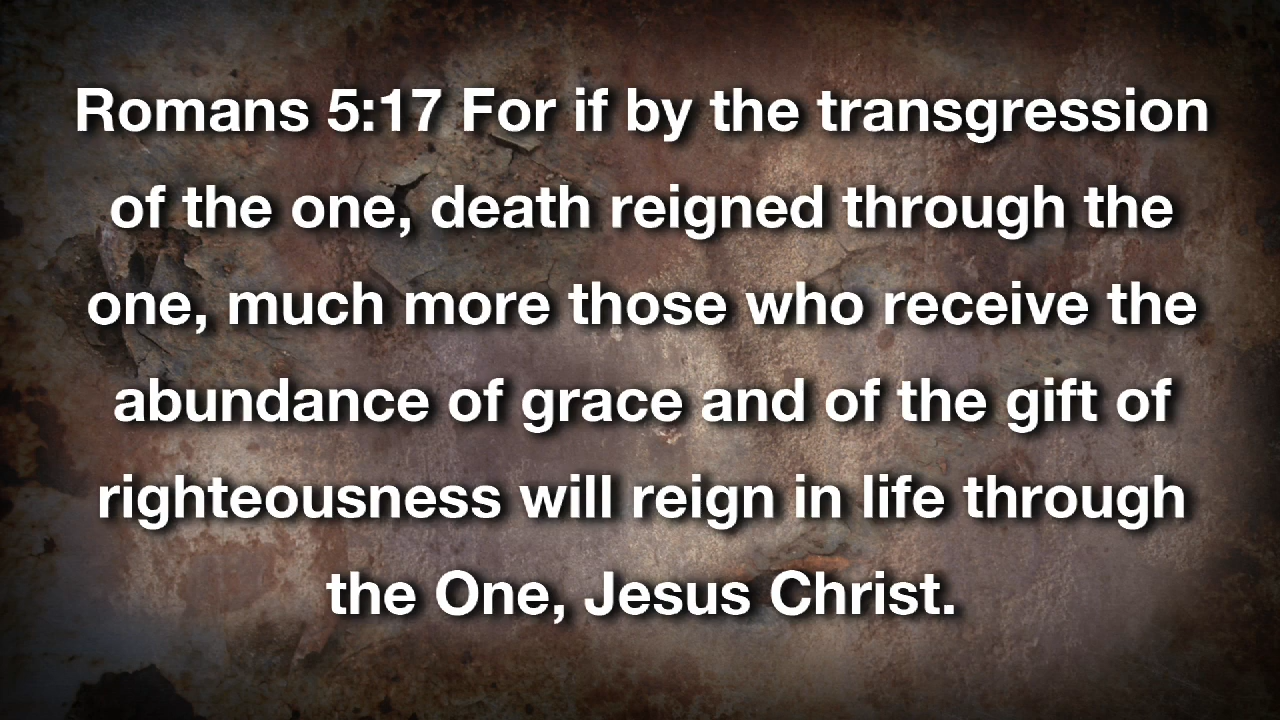 Romans 5:17 For if by the transgression
of the one, death reigned through the
one, much more those who receive the
abundance of grace and of the gift of
righteousness will reign in life through
the One, Jesus Christ.